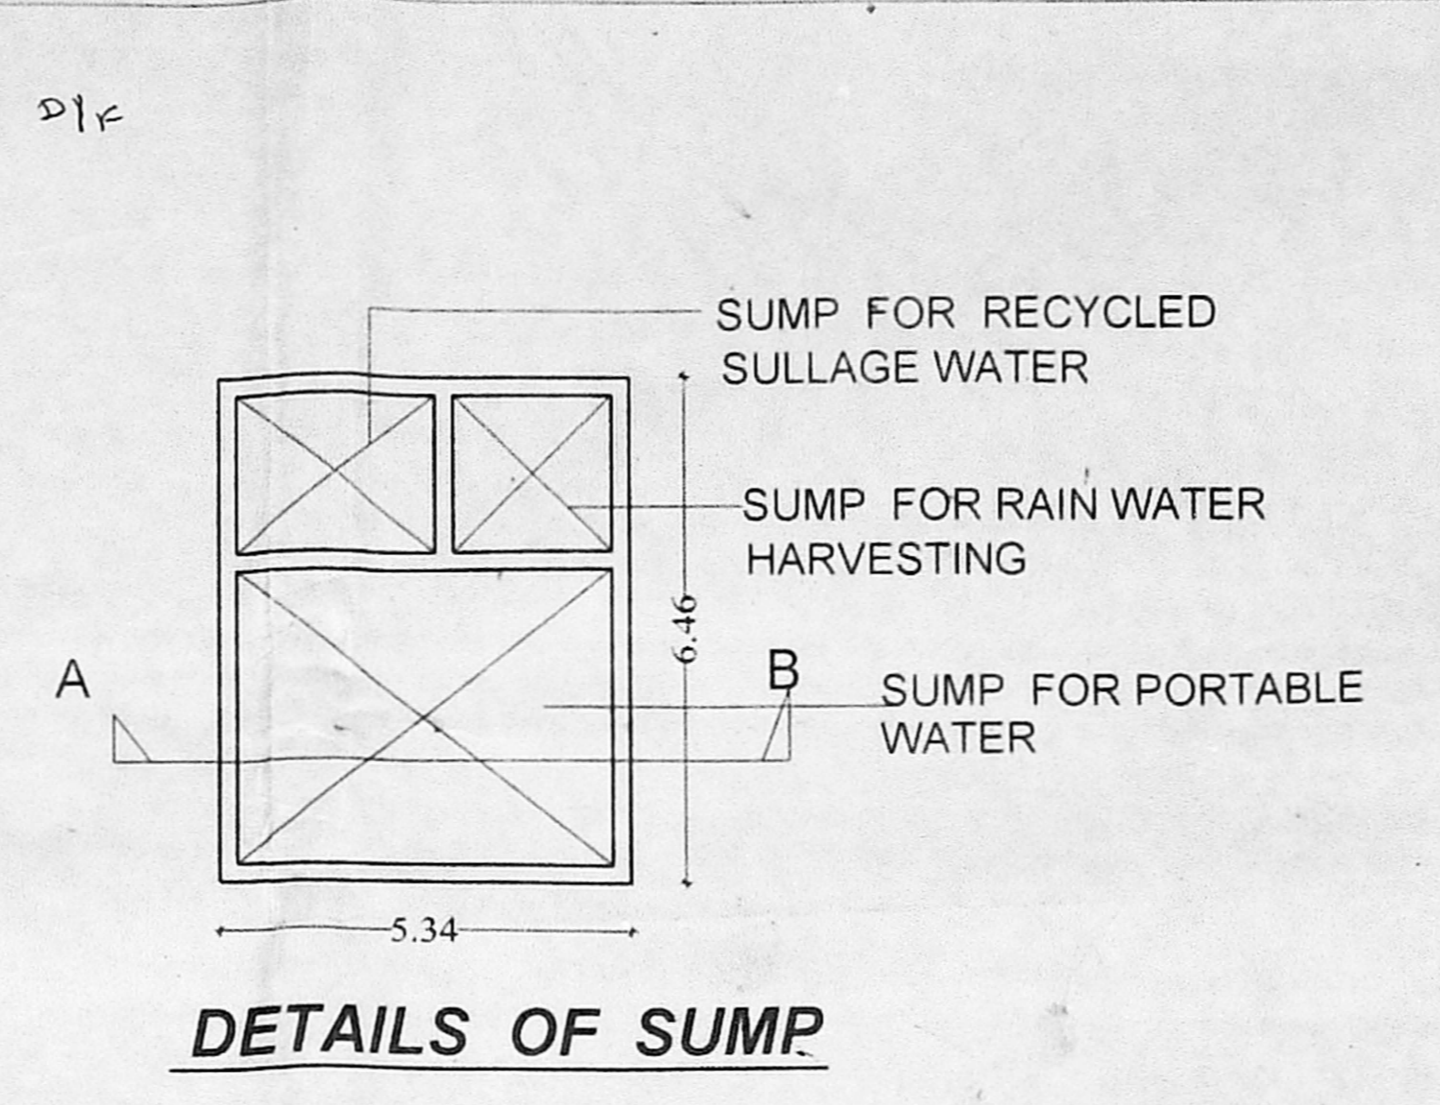 D/F
SUMP FOR RECYCLED
SULLAGE WATER
SUMP FOR RAIN WATER
HARVESTING
6.46
A
B
SUMP FOR PORTABLE
WATER
5.34
DETAILS OF SUMP